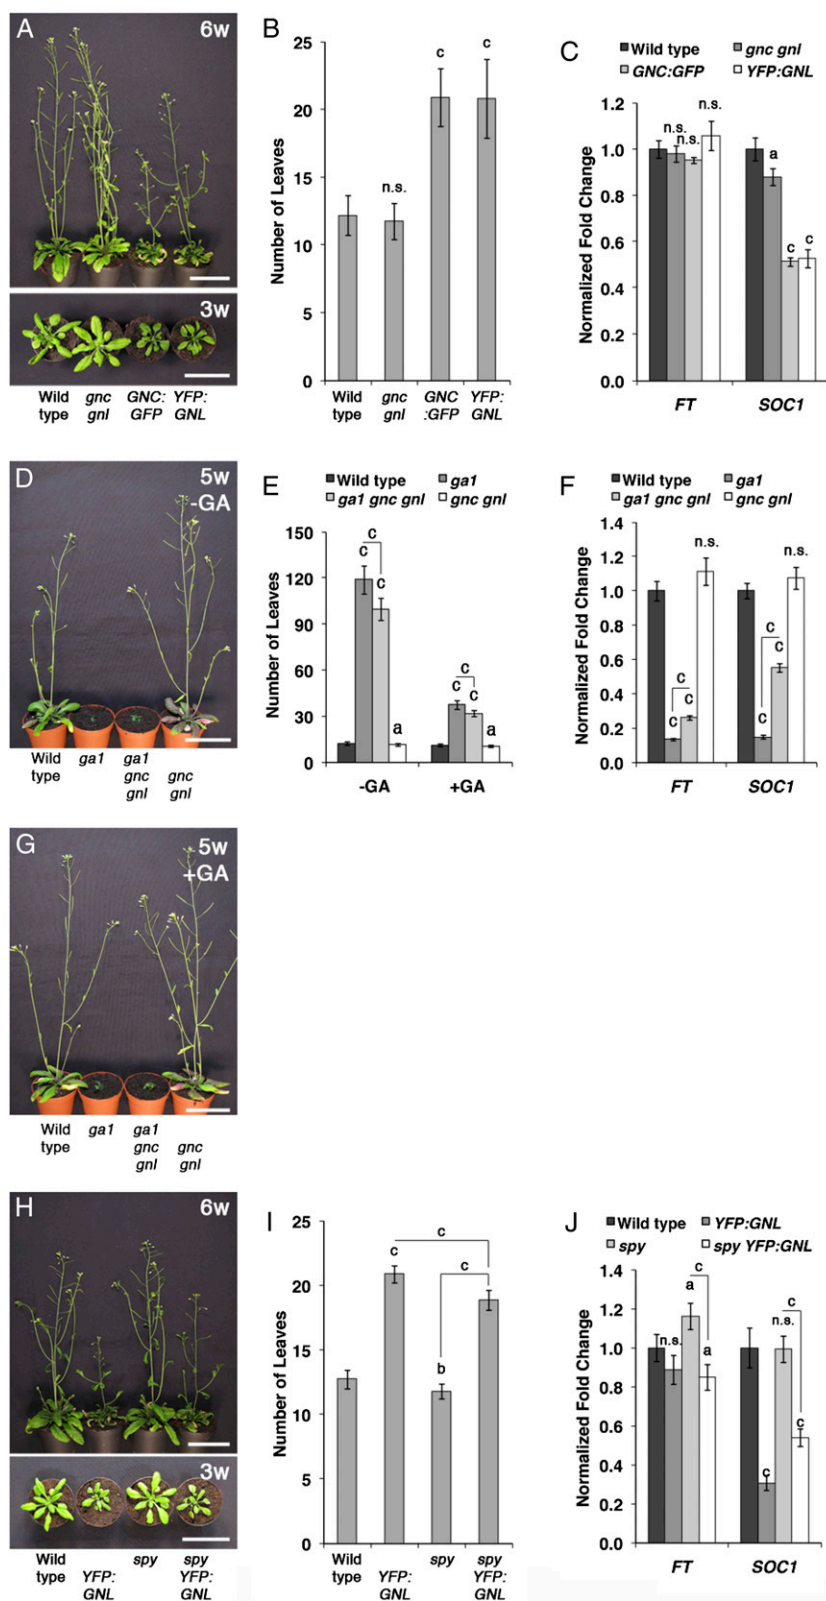 A
6w
3w
Wild type
gnc gnl
GNC: GFP
YFP: GNL
B
Number of Leaves
25
20
15
10
5
0
n.s.
c
c
Wild type
gnc gnl
GNC :GFP
YFP: GNL
C
Wild type
gnc gnl
GNC:GFP
YFP:GNL
Normalized Fold Change
1.2
1.0
0.8
0.6
0.4
0.2
0.0
n.s.
n.s.
n.s.
a
c
c
FT
SOC1
D
5w
-GA
Wild type
ga1
ga1 gnc gnl
gnc gnl
E
Wild type
ga1
ga1 gnc gnl
gnc gnl
Number of Leaves
150
120
90
60
30
0
c
c
c
a
c
c
c
a
-GA
+GA
F
Wild type
ga1
ga1 gnc gnl
gnc gnl
Normalized Fold Change
1.4
1.2
1.0
0.8
0.6
0.4
0.2
0.0
c
c
c
n.s.
c
c
c
n.s.
FT
SOC1
G
5w
+GA
Wild type
ga1
ga1 gnc gnl
gnc gnl
H
6w
3w
Wild type
YFP: GNL
spy
spy YFP: GNL
I
Number of Leaves
25
20
15
10
5
0
c
c
c
b
Wild type
YFP: GNL
spy
spy YFP: GNL
J
Wild type
YFP:GNL
spy
spy YFP:GNL
Normalized Fold Change
1.4
1.2
1.0
0.8
0.6
0.4
0.2
0.0
n.s.
a
c
a
c
n.s.
c
c
FT
SOC1